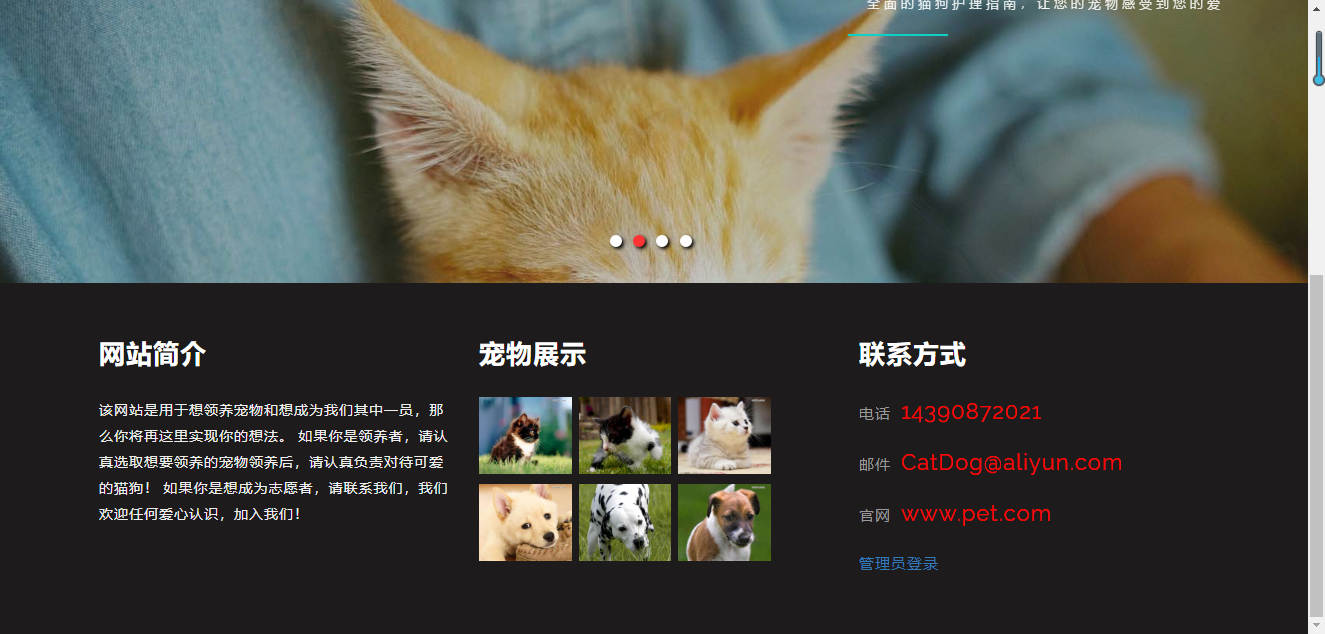 全面的猫狗护理指南，让您的宠物感受到您的爱
网站简介
该网站是用于想领养宠物和想成为我们其中一员，那
么你将再这里实现你的想法。 如果你是领养者，请认
真选取想要领养的宠物领养后，请认真负责对待可爱
的猫狗！ 如果你是想成为志愿者，请联系我们，我们
欢迎任何爱心认识，加入我们！
宠物展示
联系方式
电话 14390872021
邮件 CatDog@aliyun.com
官网 www.pet.com
管理员登录